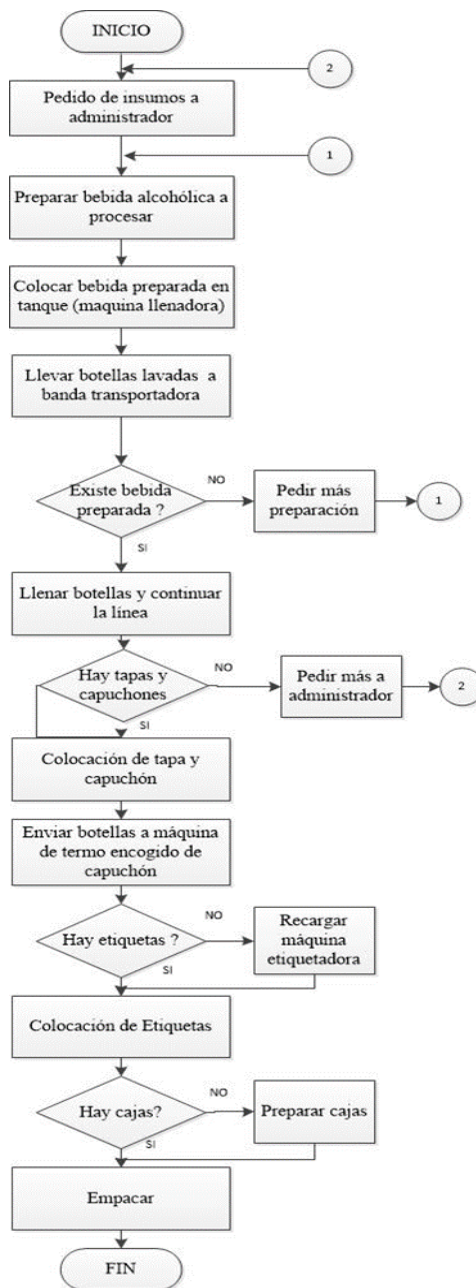 INICIO
2
Pedido de insumos a
administrador
1
Preparar bebida alcohólica a
procesar
Colocar bebida preparada en
tanque (maquina llenadora)
Llevar botellas lavadas a
banda transportadora
Existe bebida
preparada ?
NO
Pedir más
preparación
1
SI
Llenar botellas y continuar
la línea
Hay tapas y
capuchones
NO
Pedir más a
administrador
2
SI
Colocación de tapa y
capuchón
Enviar botellas a máquina
de termo encogido de
capuchón
Hay etiquetas ?
NO
Recargar
máquina
etiquetadora
SI
Colocación de Etiquetas
Hay cajas?
NO
Preparar cajas
SI
Empacar
FIN